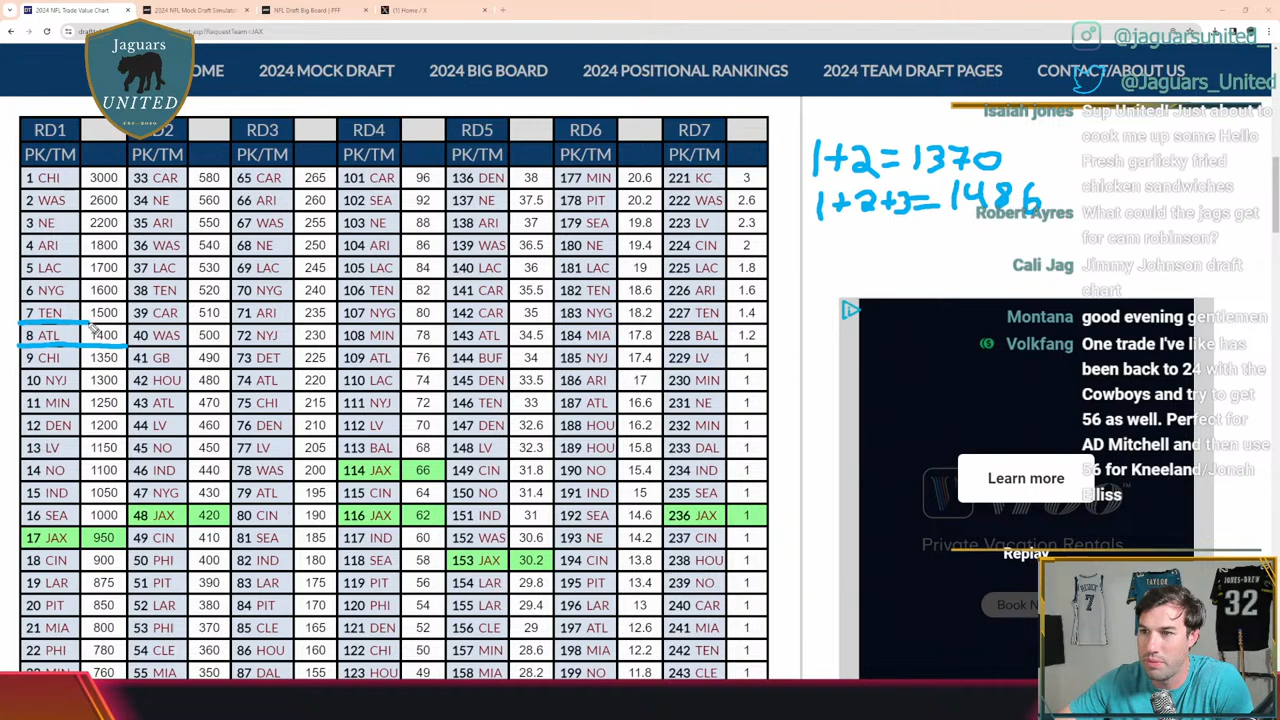 2024 NFL Trade Value Chart
2024 NFL Mock Draft Simulato
NFL Draft Big Board | PFF
(1) Home / X
Jaguars
UNITED
OME 2024 MOCK DRAFT 2024 BIG BOARD 2024 POSITIONAL RANKINGS 2024 TEAM DRAFT PAGES CONTACT/ABOUT US
@jaguarsunited_
@Jaguars_United
RD1 RD2 RD3 RD4 RD5 RD6 RD7
PK/TM PK/TM PK/TM PK/TM PK/TM PK/TM PK/TM
1 CHI 3000 33 CAR 580 65 CAR 265 101 CAR 96 136 DEN 38 177 MIN 20.6 221 KC 3
2 WAS 2600 34 NE 560 66 ARI 260 102 SEA 92 137 NE 37.5 178 PIT 20.2 222 WAS 2.6
3 NE 2200 35 ARI 550 67 WAS 255 103 NE 88 138 ARI 37 179 SEA 19.8 223 LV 2.3
4 ARI 1800 36 WAS 540 68 NE 250 104 ARI 86 139 WAS 36.5 180 NE 19.4 224 CIN 2
5 LAC 1700 37 LAC 530 69 LAC 245 105 LAC 84 140 LAC 36 181 LAC 19 225 LAC 1.8
6 NYG 1600 38 TEN 520 70 NYG 240 106 TEN 82 141 CAR 35.5 182 TEN 18.6 226 ARI 1.6
7 TEN 1500 39 CAR 510 71 ARI 235 107 NYG 80 142 CAR 35 183 NYG 18.2 227 TEN 1.4
8 ATL 1400 40 WAS 500 72 NYJ 230 108 MIN 78 143 ATL 34.5 184 MIA 17.8 228 BAL 1.2
9 CHI 1350 41 GB 490 73 DET 225 109 ATL 76 144 BUF 34 185 NYJ 17.4 229 LV 1
10 NYJ 1300 42 HOU 480 74 ATL 220 110 LAC 74 145 DEN 33.5 186 ARI 17 230 MIN 1
11 MIN 1250 43 ATL 470 75 CHI 215 111 NYJ 72 146 TEN 33 187 ATL 16.6 231 NE 1
12 DEN 1200 44 LV 460 76 DEN 210 112 LV 70 147 DEN 32.6 188 HOU 16.2 232 MIN 1
13 LV 1150 45 NO 450 77 LV 205 113 BAL 68 148 LV 32.3 189 HOU 15.8 233 DAL 1
14 NO 1100 46 IND 440 78 WAS 200 114 JAX 66 149 CIN 31.8 190 NO 15.4 234 IND 1
15 IND 1050 47 NYG 430 79 ATL 195 115 CIN 64 150 NO 31.4 191 IND 15 235 SEA 1
16 SEA 1000 48 JAX 420 80 CIN 190 116 JAX 62 151 IND 31 192 SEA 14.6 236 JAX 1
17 JAX 950 49 CIN 410 81 SEA 185 117 IND 60 152 WAS 30.6 193 NE 14.2 237 CIN 1
18 CIN 900 50 PHI 400 82 IND 180 118 SEA 58 153 JAX 30.2 194 CIN 13.8 238 HOU 1
19 LAR 875 51 PIT 390 83 LAR 175 119 PIT 56 154 LAR 29.8 195 PIT 13.4 239 NO 1
20 PIT 850 52 LAR 380 84 PIT 170 120 PHI 54 155 LAR 29.4 196 LAR 13 240 CAR 1
21 MIA 800 53 PHI 370 85 CLE 165 121 DEN 52 156 CLE 29 197 ATL 12.6 241 MIA 1
22 PHI 780 54 CLE 360 86 HOU 160 122 CHI 50 157 MIN 28.6 198 MIA 12.2 242 TEN 1
760 55 MIA 350 87 DAL 155 123 HOU 49 158 MIA 28.2 199 NO 11.8 243 CLE 1
1+2=1370
1+2+3=1486
Isaiah jones Sup United! Just about to
cook me up some Hello
Fresh garlicky fried
chicken sandwiches
Robert Ayres What could the jags get
for cam robinson?
Cali Jag Jimmy Johnson draft
chart
Montana good evening gentlemen
Volkfang One trade I've like has
been back to 24 with the
Cowboys and try to get
56 as well. Perfect for
AD Mitchell and then use
56 for Kneeland/Jonah
Elliss
Learn more
Private Vacation Rentals
Replay
Book N
TAYLOR
JONES-DREW
32
7